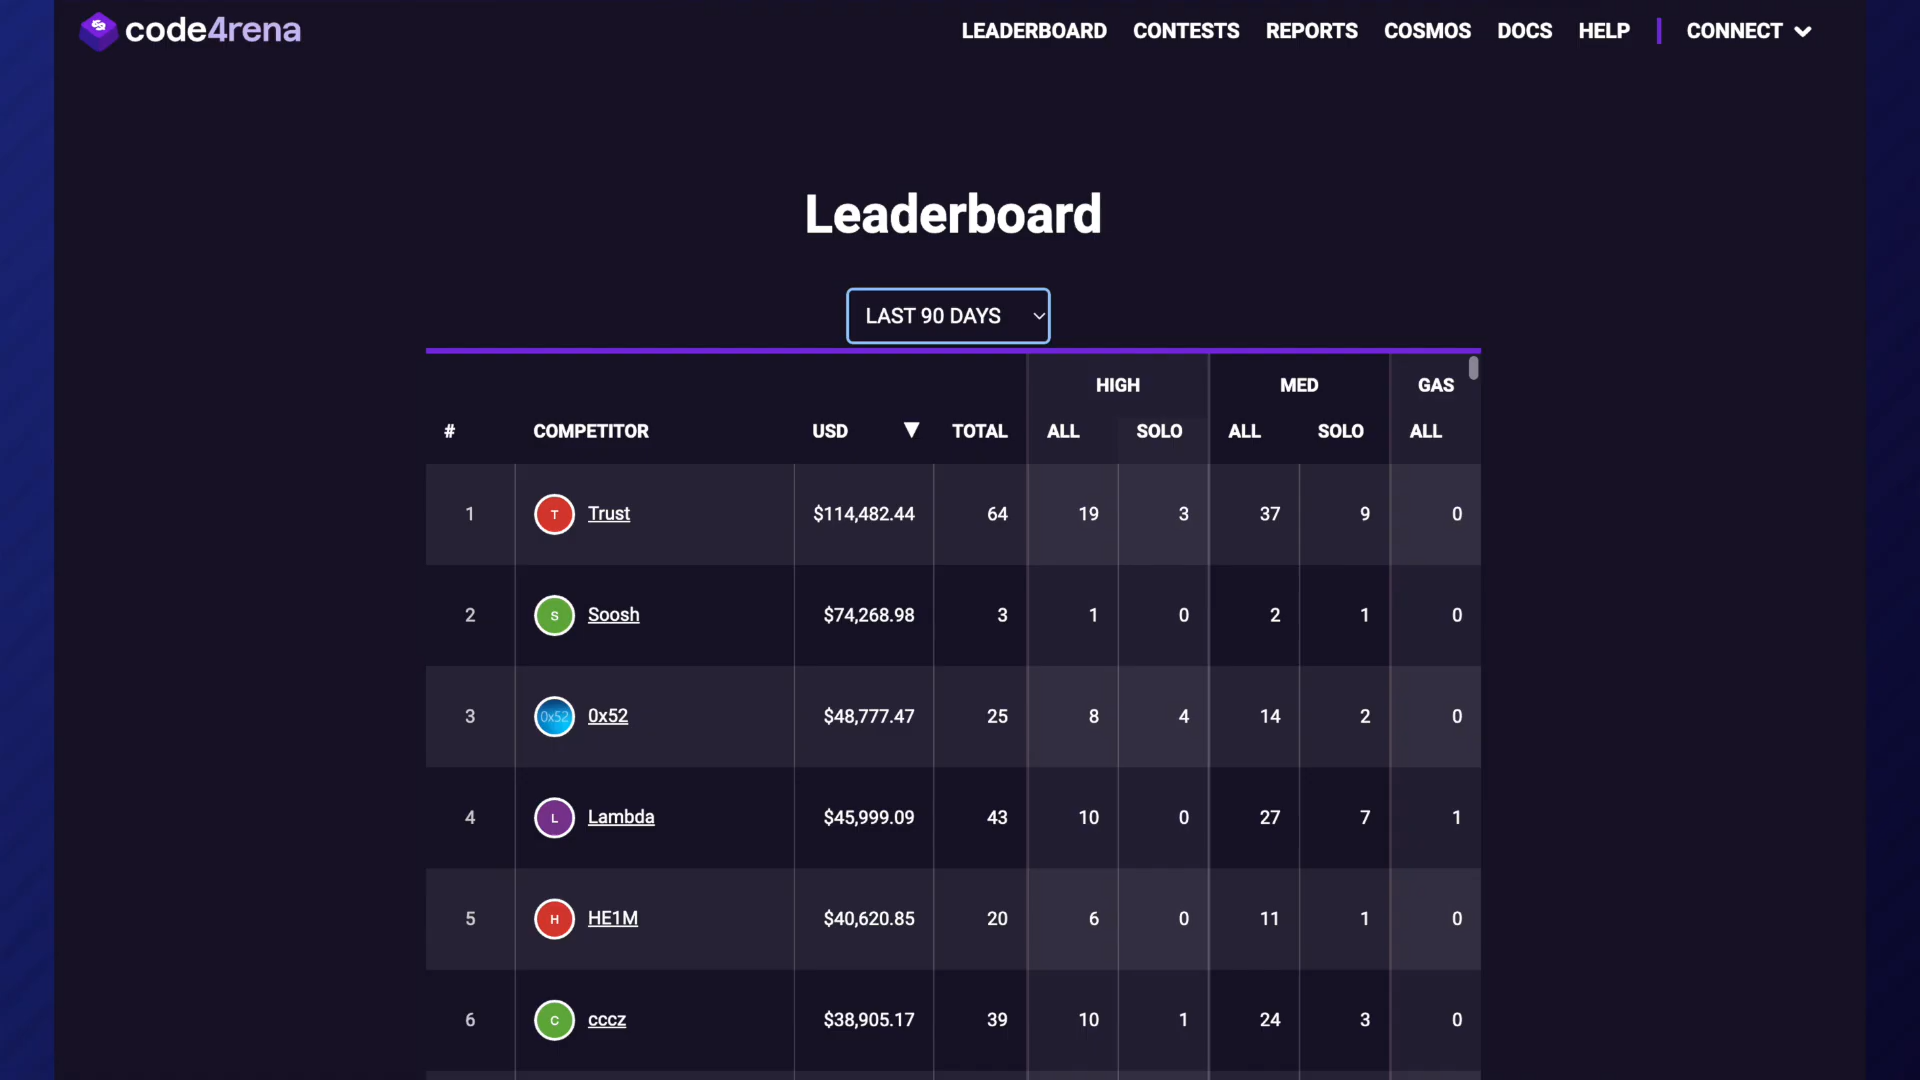 code4rena
LEADERBOARD CONTESTS REPORTS COSMOS DOCS HELP CONNECT
Leaderboard
LAST 90 DAYS
HIGH MED GAS
# COMPETITOR USD ▼ TOTAL ALL SOLO ALL SOLO ALL
1 T Trust $114,482.44 64 19 3 37 9 0
2 S Soosh $74,268.98 3 1 0 2 1 0
3 0x52 0x52 $48,777.47 25 8 4 14 2 0
4 L Lambda $45,999.09 43 10 0 27 7 1
5 H HE1M $40,620.85 20 6 0 11 1 0
6 C cccz $38,905.17 39 10 1 24 3 0